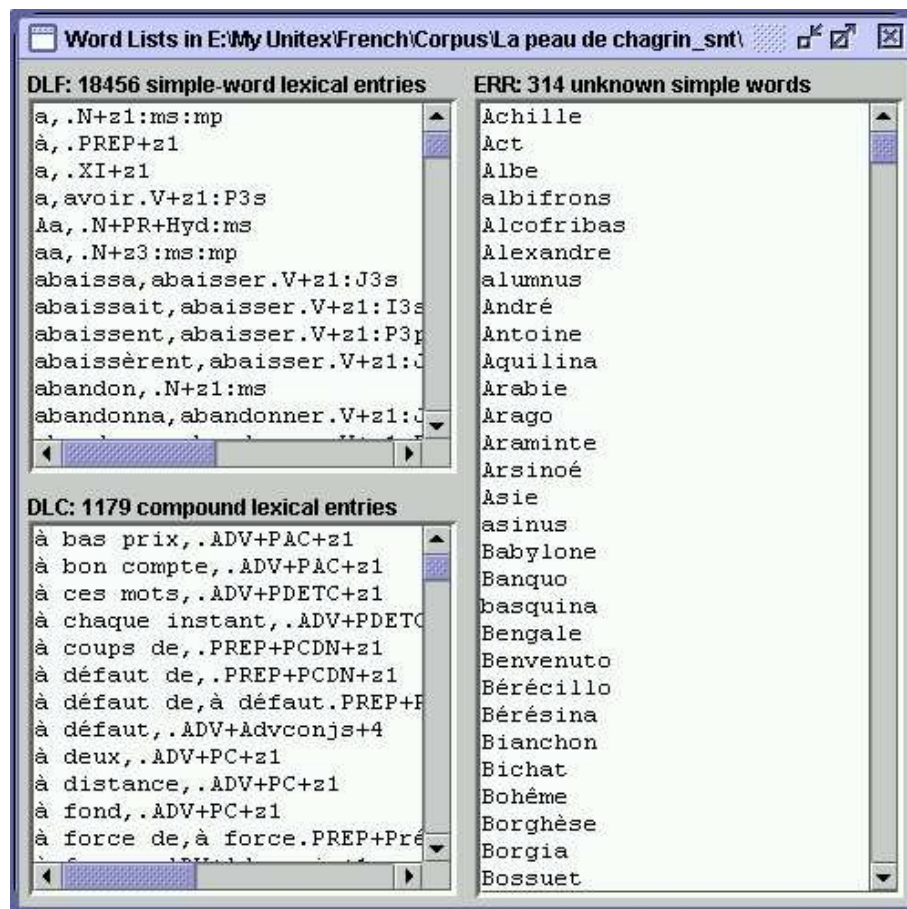 Word Lists in E:\My Unitex\French\Corpus\La peau de chagrin_snt\
DLF: 18456 simple-word lexical entries
a,.N+z1:ms:mp
à,.PREP+z1
a,.XI+z1
a,avoir.V+z1:P3s
Aa,.N+PR+Hyd:ms
aa,.N+z3:ms:mp
abaissa,abaisser.V+z1:J3s
abaissait,abaisser.V+z1:I3s
abaissent,abaisser.V+z1:P3p
abaissèrent,abaisser.V+z1:J
abandon,.N+z1:ms
abandonna,abandonner.V+z1:J
DLC: 1179 compound lexical entries
à bas prix,.ADV+PAC+z1
à bon compte,.ADV+PAC+z1
à ces mots,.ADV+PDETC+z1
à chaque instant,.ADV+PDETC
à coups de,.PREP+PCDN+z1
à défaut de,.PREP+PCDN+z1
à défaut de,à défaut.PREP+P
à défaut,.ADV+Advconjs+4
à deux,.ADV+PC+z1
à distance,.ADV+PC+z1
à fond,.ADV+PC+z1
à force de,à force.PREP+Pré
ERR: 314 unknown simple words
Achille
Act
Albe
albifrons
Alcofribas
Alexandre
alumnus
André
Antoine
Aquilina
Arabie
Arago
Araminte
Arsinoé
Asie
asinus
Babylone
Banquo
basquina
Bengale
Benvenuto
Bérécillo
Bérésina
Bianchon
Bichat
Bohême
Borghèse
Borgia
Bossuet